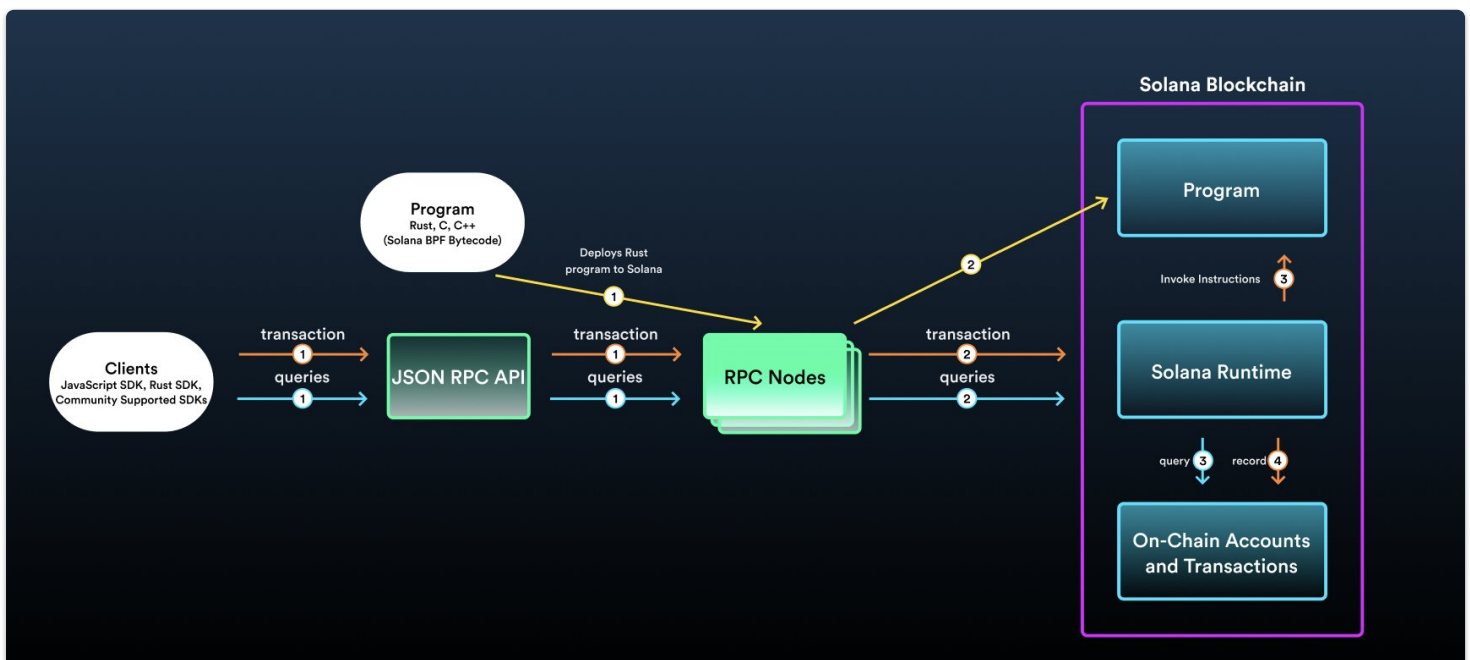 Solana Blockchain
Program
Program
Rust, C, C++
(Solana BPF Bytecode)
Deploys Rust
program to Solana
1
2
Invoke Instructions
3
Clients
JavaScript SDK, Rust SDK,
Community Supported SDKs
transaction
1
queries
1
JSON RPC API
transaction
1
queries
1
RPC Nodes
transaction
2
queries
2
Solana Runtime
query 3
record 4
On-Chain Accounts
and Transactions